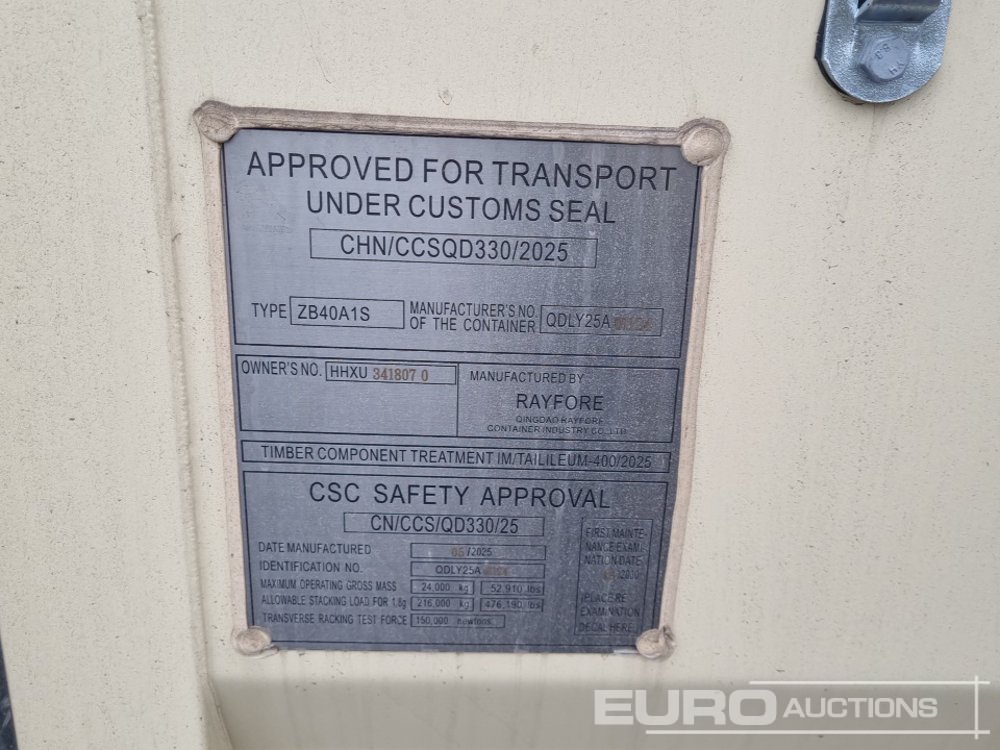 APPROVED FOR TRANSPORT
UNDER CUSTOMS SEAL
CHN/CCSQD330/2025
TYPE ZB40A1S MANUFACTURER'S NO. OF THE CONTAINER QDLY25A
OWNER'S NO. HHXU 341807 0
MANUFACTURED BY
RAYFORE
QINGDAO RAYFORE
CONTAINER INDUSTRY CO. LTD
TIMBER COMPONENT TREATMENT IM/TAILILEUM-400/2025
CSC SAFETY APPROVAL
CN/CCS/QD330/25
DATE MANUFACTURED 05/2025
IDENTIFICATION NO. QDLY25A
MAXIMUM OPERATING GROSS MASS 24,000 kg 52,910 lbs
ALLOWABLE STACKING LOAD FOR 1.8g 216,000 kg 476,190 lbs
TRANSVERSE RACKING TEST FORCE 150,000 newtons
FIRST MAINTE-
NANCE EXAMI-
NATION DATE
/2030
(PLACE RE-
EXAMINATION
DECAL HERE)
EURO AUCTIONS